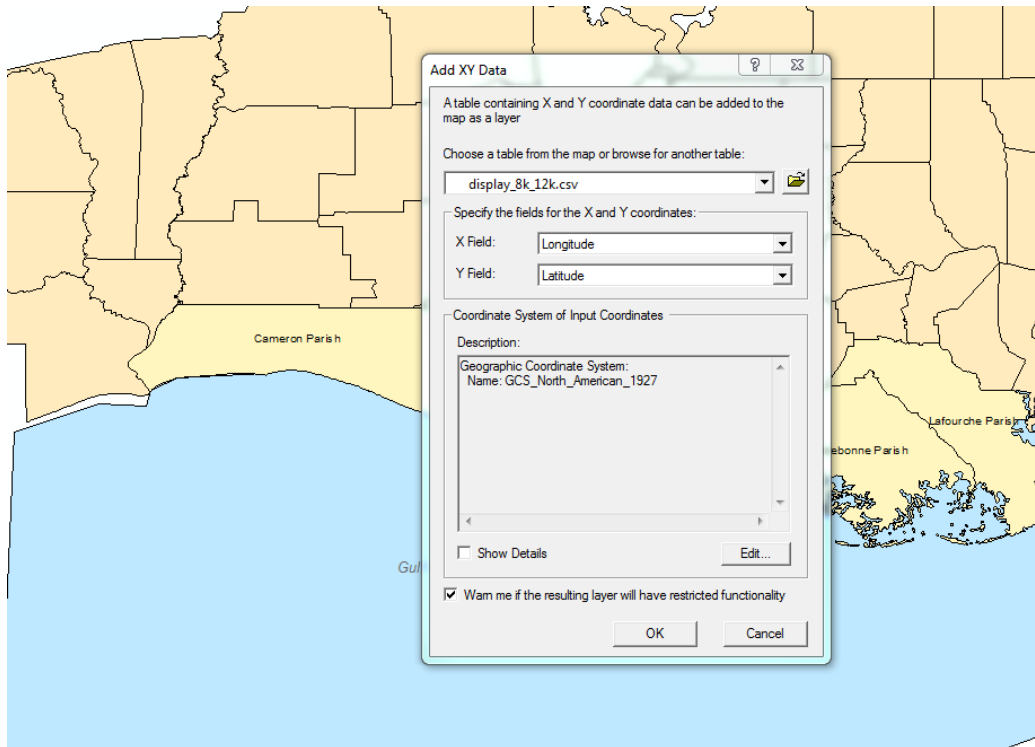 Add XY Data
?
A table containing X and Y coordinate data can be added to the
map as a layer
Choose a table from the map or browse for another table:
display_8k_12k.csv
Specify the fields for the X and Y coordinates:
X Field:
Longitude
Y Field:
Latitude
Coordinate System of Input Coordinates
Description:
Geographic Coordinate System:
Name: GCS_North_American_1927
Show Details
Edit...
Warn me if the resulting layer will have restricted functionality
OK
Cancel
Cameron Parish
Lafourche Parish
ebonne Parish
Gul